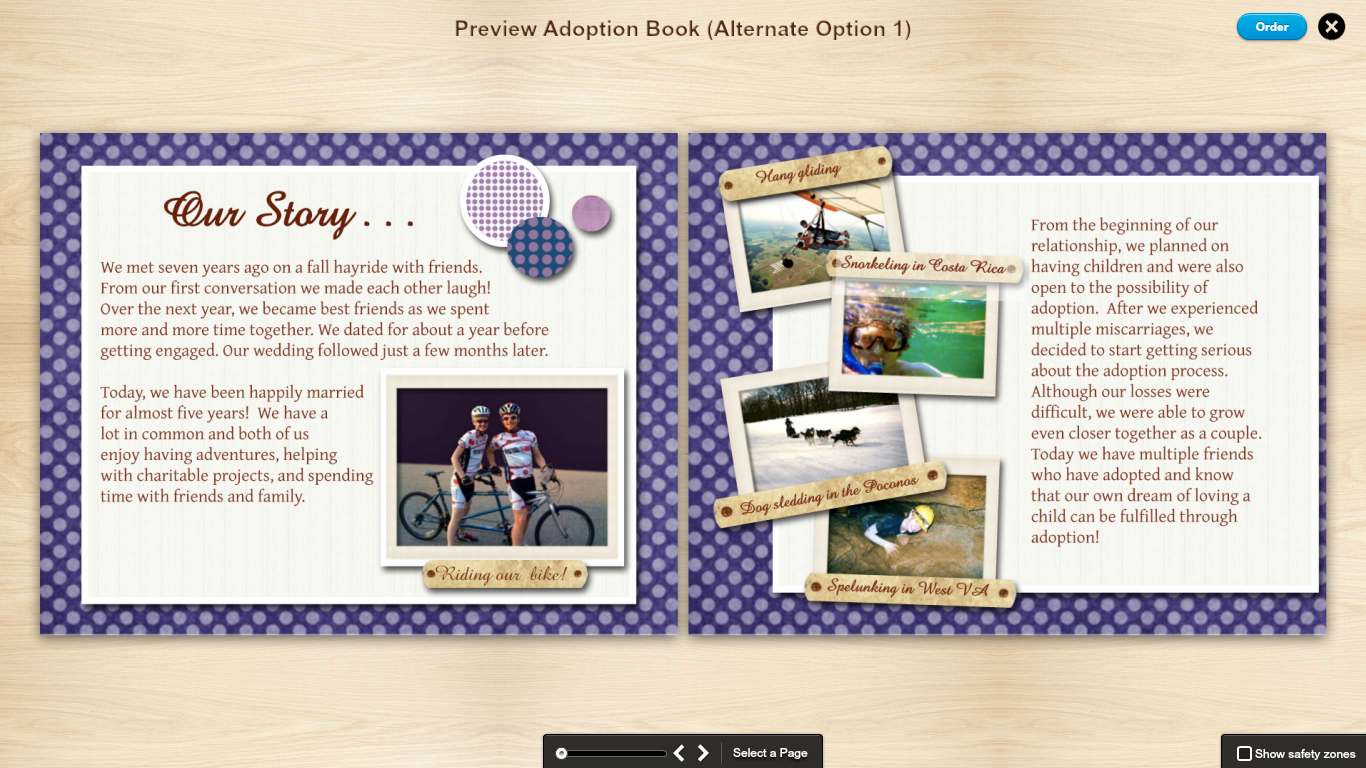 Preview Adoption Book (Alternate Option 1)
Order
Our Story . . .
We met seven years ago on a fall hayride with friends.
From our first conversation we made each other laugh!
Over the next year, we became best friends as we spent
more and more time together. We dated for about a year before
getting engaged. Our wedding followed just a few months later.
Today, we have been happily married
for almost five years!  We have a
lot in common and both of us
enjoy having adventures, helping
with charitable projects, and spending
time with friends and family.
Riding our bike!
Hang gliding
Snorkeling in Costa Rica
Dog sledding in the Poconos
Spelunking in West VA
From the beginning of our
relationship, we planned on
having children and were also
open to the possibility of
adoption.  After we experienced
multiple miscarriages, we
decided to start getting serious
about the adoption process.
Although our losses were
difficult, we were able to grow
even closer together as a couple.
Today we have multiple friends
who have adopted and know
that our own dream of loving a
child can be fulfilled through
adoption!
Select a Page
Show safety zones